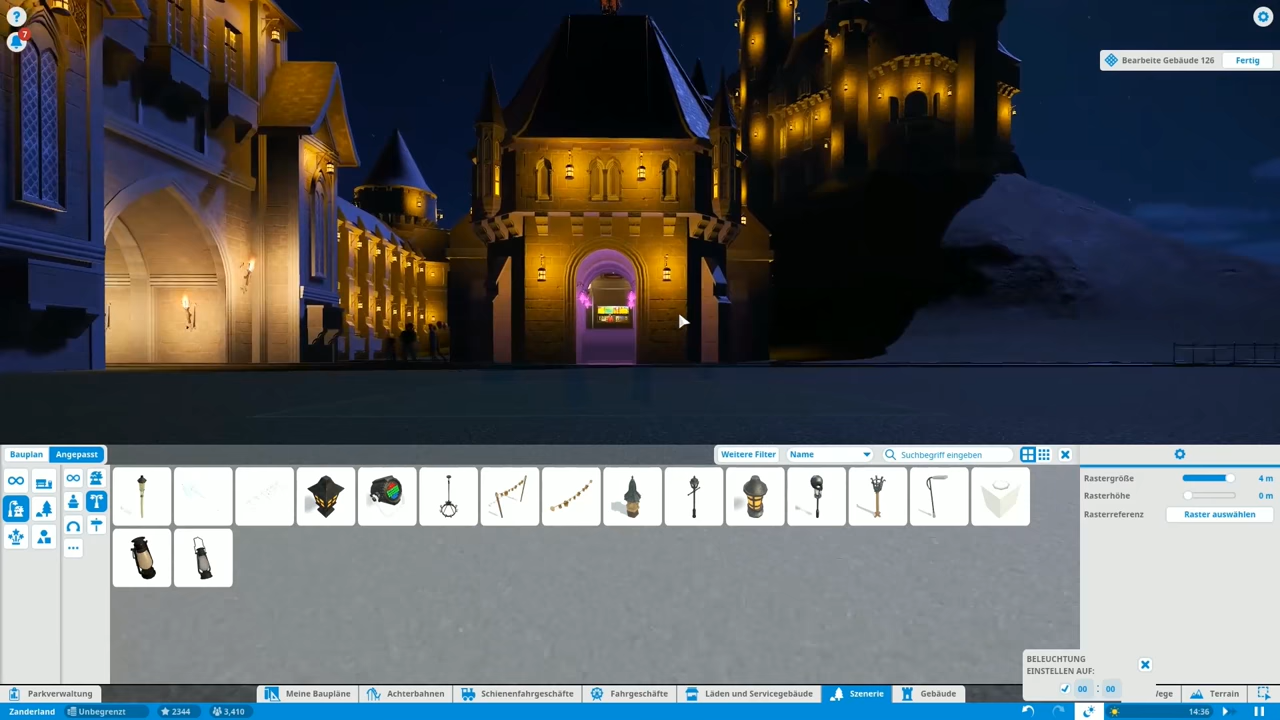 ?
7
Bearbeite Gebäude 126 Fertig
Bauplan Angepasst
Weitere Filter Name Suchbegriff eingeben
Rastergröße 4 m
Rasterhöhe 0 m
Rasterreferenz Raster auswählen
BELEUCHTUNG
EINSTELLEN AUF:
00 : 00
Parkverwaltung Meine Baupläne Achterbahnen Schienenfahrgeschäfte Fahrgeschäfte Läden und Servicegebäude Szenerie Gebäude Terrain
Zanderland Unbegrenzt 2344 3,410 14:36